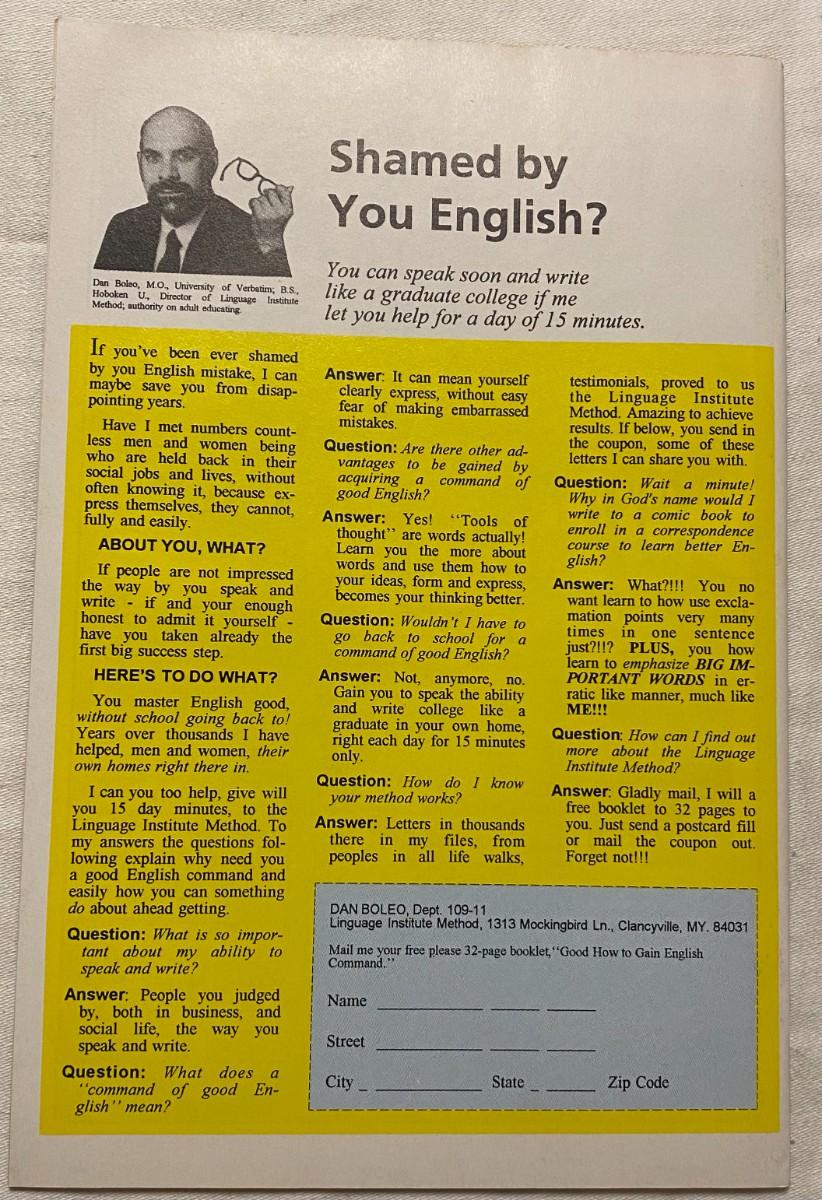 Shamed by
You English?
You can speak soon and write
like a graduate college if me
let you help for a day of 15 minutes.
Dan Boleo, M.O., University of Verbatim; B.S.,
Hoboken U., Director of Linguage Institute
Method; authority on adult educating.
If you've been ever shamed
by you English mistake, I can
maybe save you from disap-
pointing years.
Have I met numbers count-
less men and women being
who are held back in their
social jobs and lives, without
often knowing it, because ex-
press themselves, they cannot,
fully and easily.
ABOUT YOU, WHAT?
If people are not impressed
the way by you speak and
write - if and your enough
honest to admit it yourself -
have you taken already the
first big success step.
HERE'S TO DO WHAT?
You master English good,
without school going back to!
Years over thousands I have
helped, men and women, their
own homes right there in.
I can you too help, give will
you 15 day minutes, to the
Linguage Institute Method. To
my answers the questions fol-
lowing explain why need you
a good English command and
easily how you can something
do about ahead getting.
Question: What is so impor-
tant about my ability to
speak and write?
Answer: People you judged
by, both in business, and
social life, the way you
speak and write.
Question: What does a
"command of good En-
glish" mean?
Answer: It can mean yourself
clearly express, without easy
fear of making embarrassed
mistakes.
Question: Are there other ad-
vantages to be gained by
acquiring a command of
good English?
Answer: Yes! "Tools of
thought" are words actually!
Learn you the more about
words and use them how to
your ideas, form and express,
becomes your thinking better.
Question: Wouldn't I have to
go back to school for a
command of good English?
Answer: Not, anymore, no.
Gain you to speak the ability
and write college like a
graduate in your own home,
right each day for 15 minutes
only.
Question: How do I know
your method works?
Answer: Letters in thousands
there in my files, from
peoples in all life walks,
testimonials, proved to us
the Linguage Institute
Method. Amazing to achieve
results. If below, you send in
the coupon, some of these
letters I can share you with.
Question: Wait a minute!
Why in God's name would I
write to a comic book to
enroll in a correspondence
course to learn better En-
glish?
Answer: What?!!! You no
want learn to how use excla-
mation points very many
times in one sentence
just?!!? PLUS, you how
learn to emphasize BIG IM-
PORTANT WORDS in er-
ratic like manner, much like
ME!!!
Question: How can I find out
more about the Linguage
Institute Method?
Answer: Gladly mail, I will a
free booklet to 32 pages to
you. Just send a postcard fill
or mail the coupon out.
Forget not!!!
DAN BOLEO, Dept. 109-11
Linguage Institute Method, 1313 Mockingbird Ln., Clancyville, MY. 84031
Mail me your free please 32-page booklet, "Good How to Gain English
Command."
Name
Street
City State Zip Code